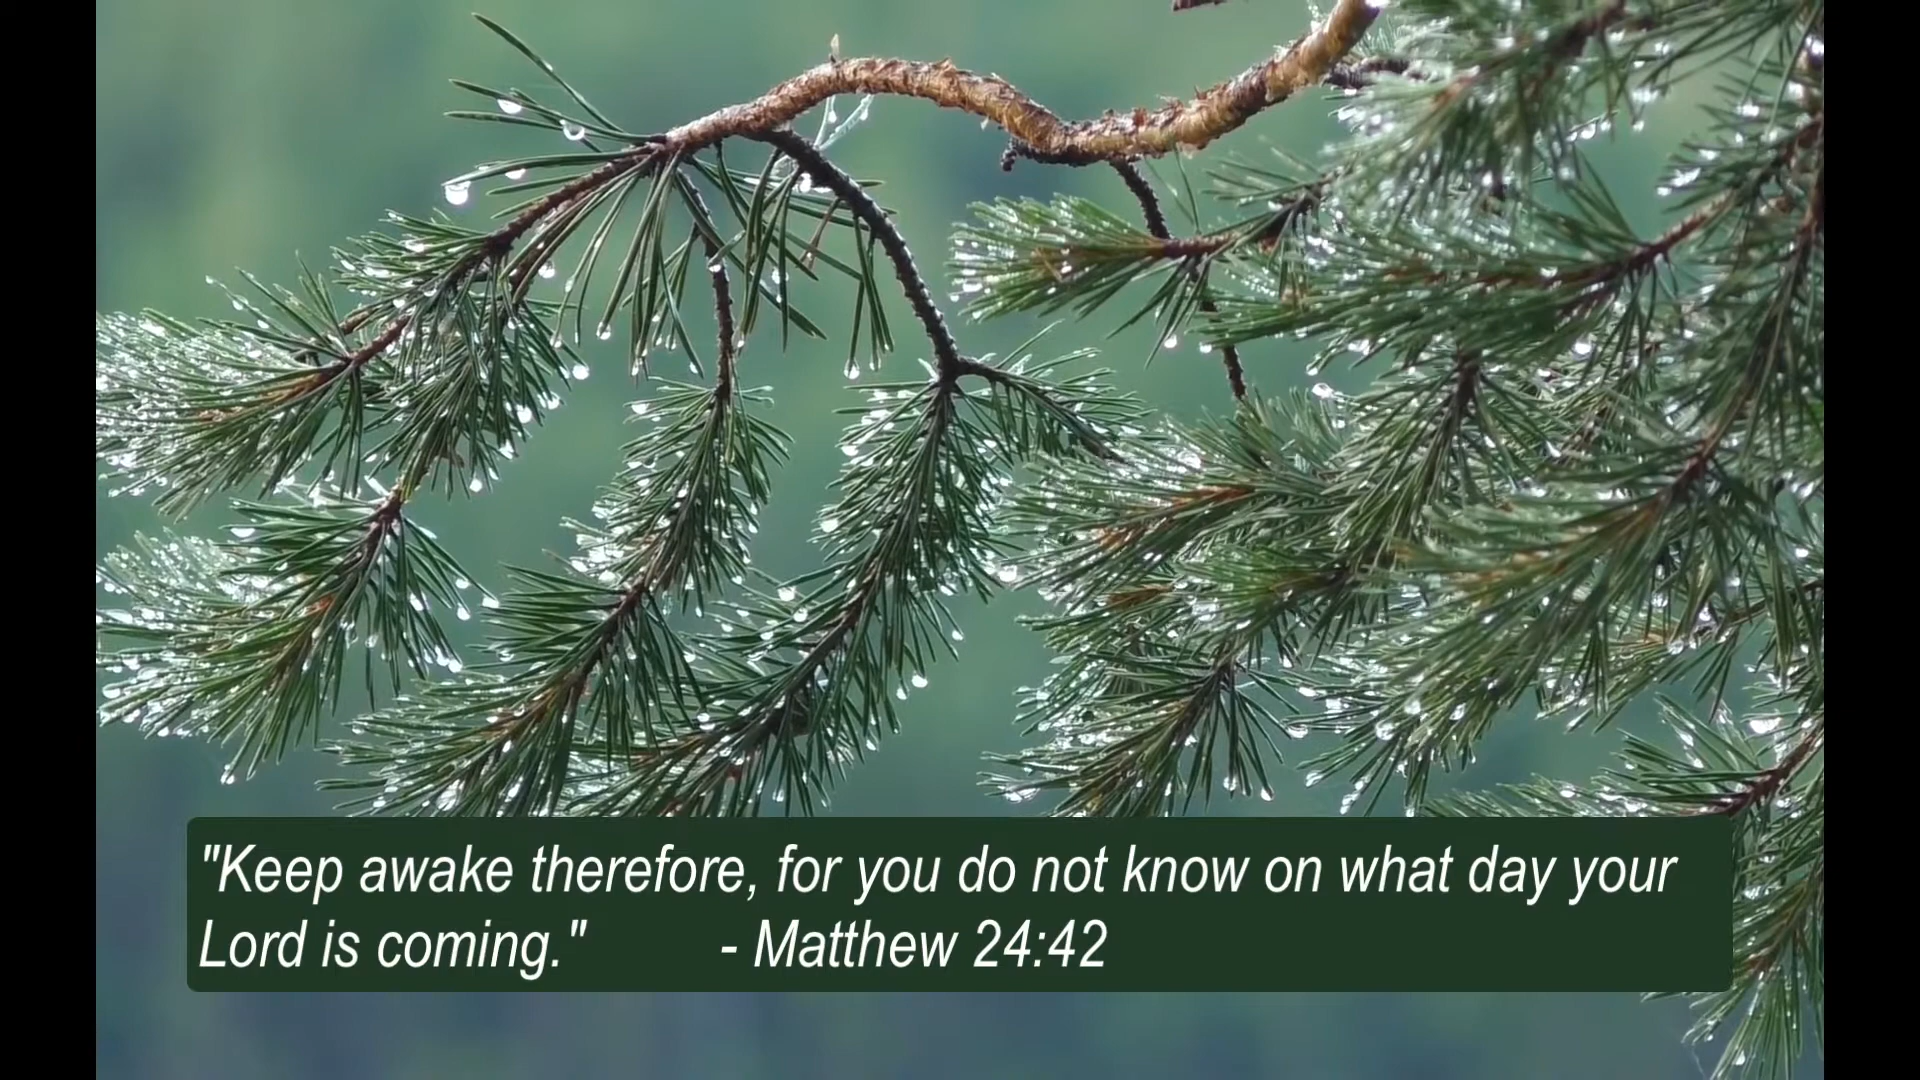 "Keep awake therefore, for you do not know on what day your
Lord is coming." - Matthew 24:42